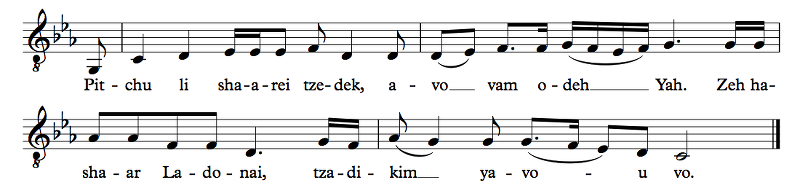 Pit - chu li sha - a - rei tze - dek, a - vo vam o - deh Yah. Zeh ha -
sha - ar La - do - nai, tza - di - kim ya - vo - u vo.